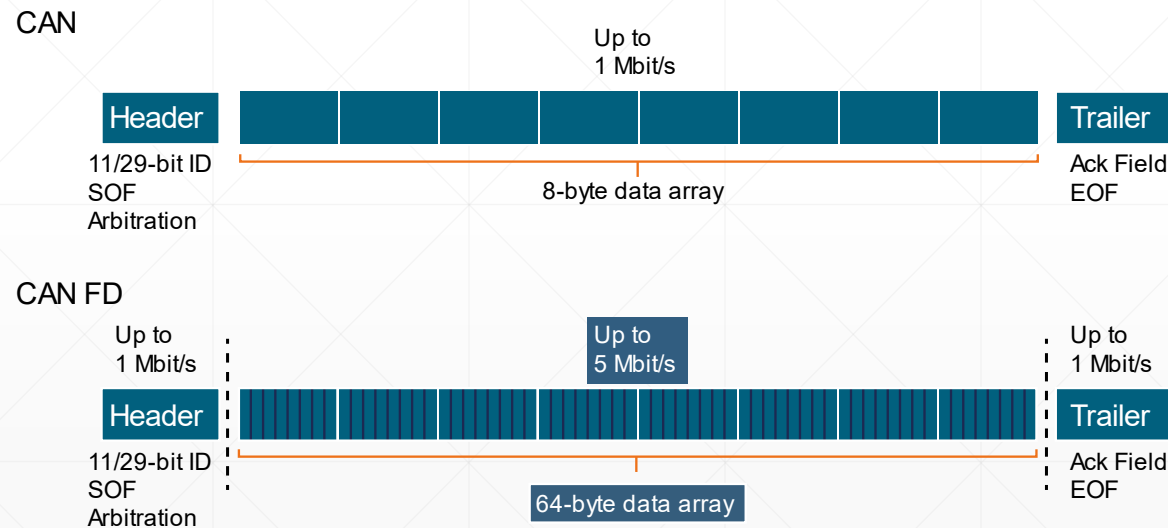 CAN
Up to
1 Mbit/s
Header
Trailer
11/29-bit ID
SOF
Arbitration
8-byte data array
Ack Field
EOF
CAN FD
Up to
1 Mbit/s
Up to
5 Mbit/s
Up to
1 Mbit/s
Header
Trailer
11/29-bit ID
SOF
Arbitration
64-byte data array
Ack Field
EOF